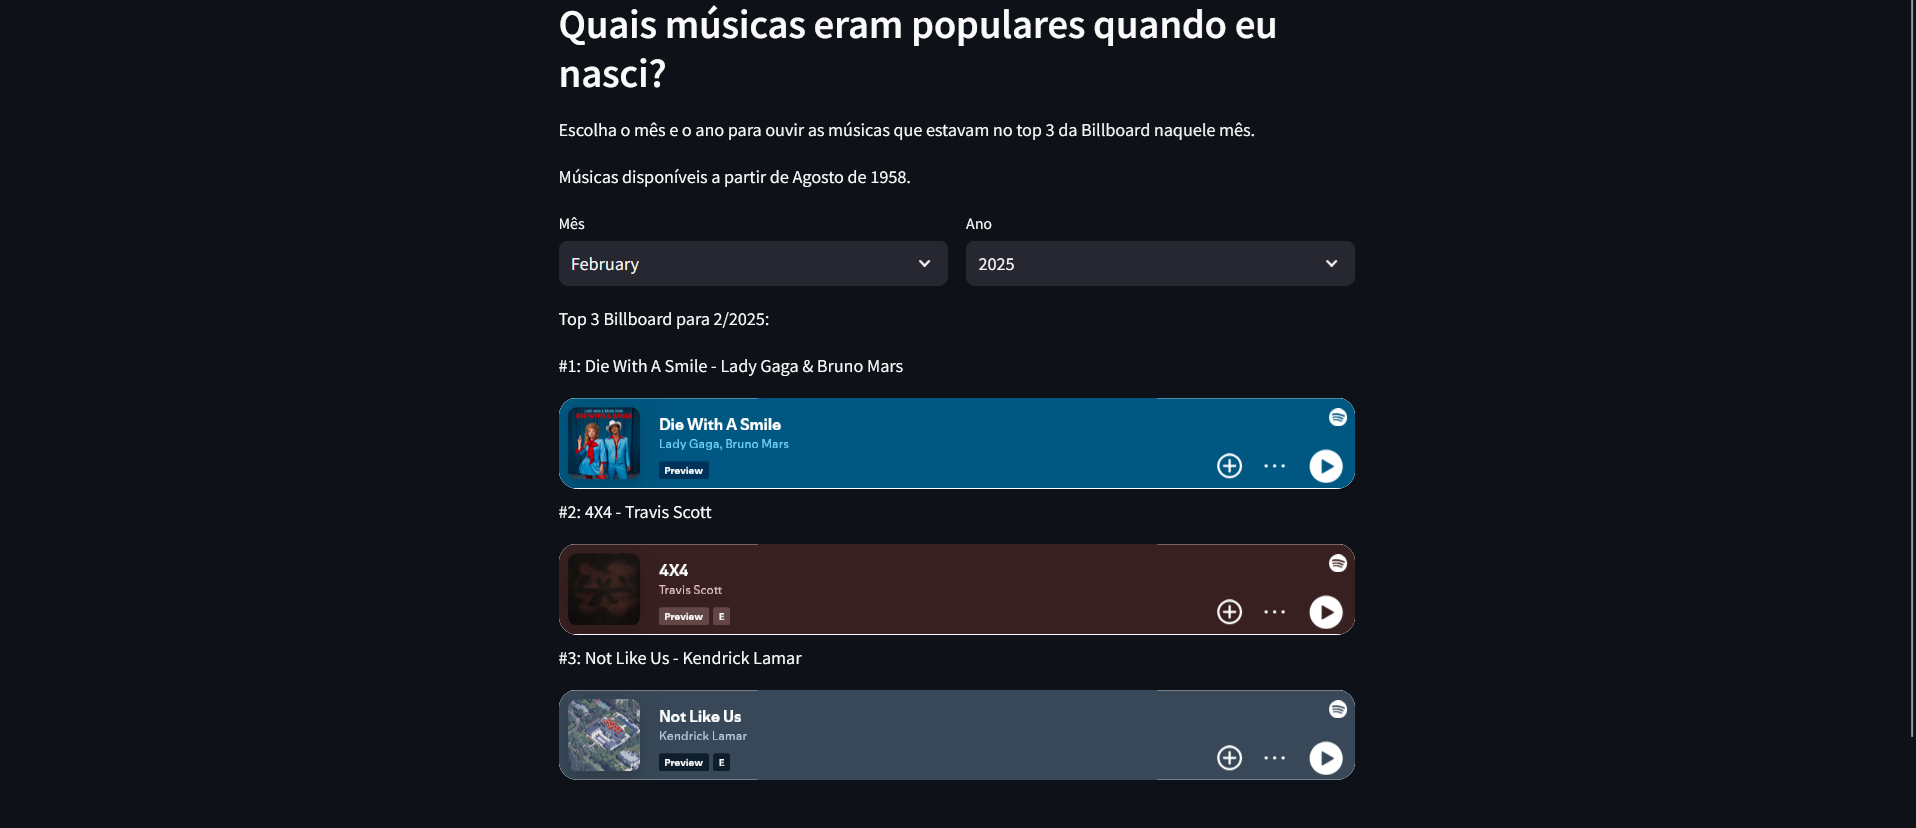 Quais músicas eram populares quando eu
nasci?
Escolha o mês e o ano para ouvir as músicas que estavam no top 3 da Billboard naquele mês.
Músicas disponíveis a partir de Agosto de 1958.
Mês
Ano
February
2025
Top 3 Billboard para 2/2025:
#1: Die With A Smile - Lady Gaga & Bruno Mars
Die With A Smile
Lady Gaga, Bruno Mars
Preview
#2: 4X4 - Travis Scott
4X4
Travis Scott
Preview E
#3: Not Like Us - Kendrick Lamar
Not Like Us
Kendrick Lamar
Preview E